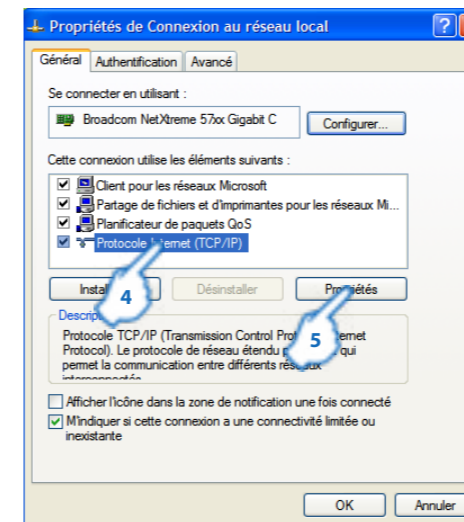 Propriétés de Connexion au réseau local
Général Authentification Avancé
Se connecter en utilisant :
Broadcom NetXtreme 57xx Gigabit C Configurer...
Cette connexion utilise les éléments suivants :
Client pour les réseaux Microsoft
Partage de fichiers et d'imprimantes pour les réseaux Mi...
Planificateur de paquets QoS
Protocole Internet (TCP/IP)
Désinstaller Propriétés
4
5
Protocole TCP/IP (Transmission Control
Protocol). Le protocole de réseau étendu qui
permet la communication entre différents réseaux
interconnectés
Afficher l'icône dans la zone de notification une fois connecté
M'indiquer si cette connexion a une connectivité limitée ou
inexistante
OK Annuler